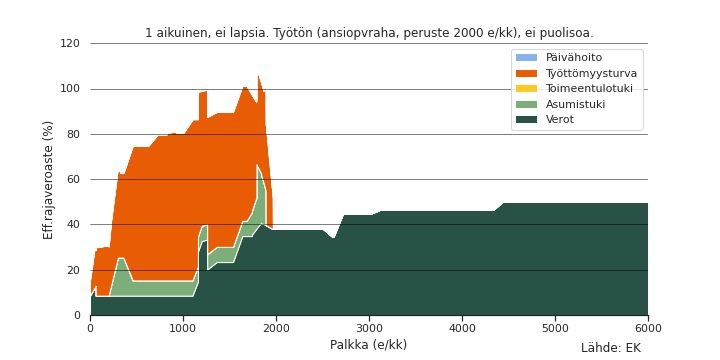 1 aikuinen, ei lapsia. Työtön (ansiopvraha, peruste 2000 e/kk), ei puolisoa.
Eff.rajaveroaste (%)
120
100
80
60
40
20
0
Päivähoito
Työttömyysturva
Toimeentulotuki
Asumistuki
Verot
0 1000 2000 3000 4000 5000 6000
Palkka (e/kk)
Lähde: EK